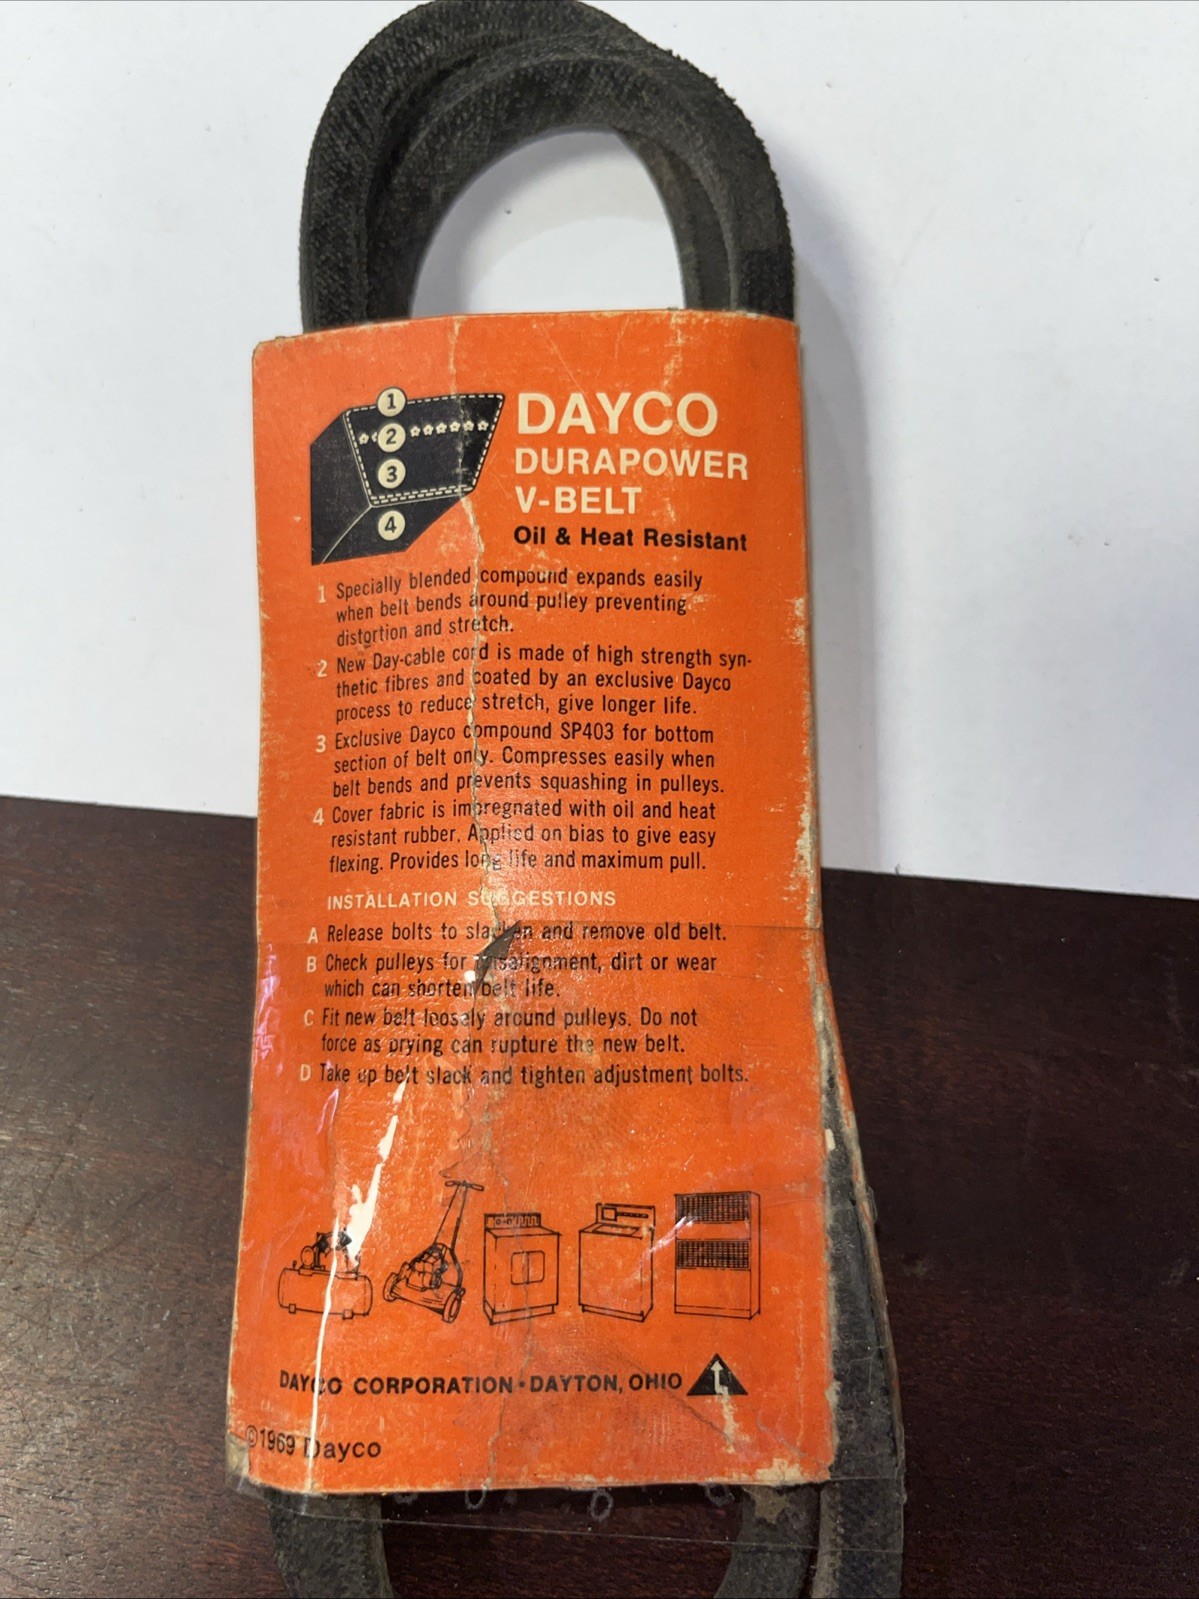 1
2
3
4
DAYCO
DURAPOWER
V-BELT
Oil & Heat Resistant
1 Specially blended compound expands easily
when belt bends around pulley preventing
distortion and stretch.
2 New Day-cable cord is made of high strength syn-
thetic fibres and coated by an exclusive Dayco
process to reduce stretch, give longer life.
3 Exclusive Dayco compound SP403 for bottom
section of belt only. Compresses easily when
belt bends and prevents squashing in pulleys.
4 Cover fabric is impregnated with oil and heat
resistant rubber. Applied on bias to give easy
flexing. Provides long life and maximum pull.
INSTALLATION SUGGESTIONS
A Release bolts to slacken and remove old belt.
B Check pulleys for misalignment, dirt or wear
which can shorten belt life.
C Fit new belt loosely around pulleys. Do not
force as prying can rupture the new belt.
D Take up belt slack and tighten adjustment bolts.
DAYCO CORPORATION • DAYTON, OHIO
©1969 Dayco